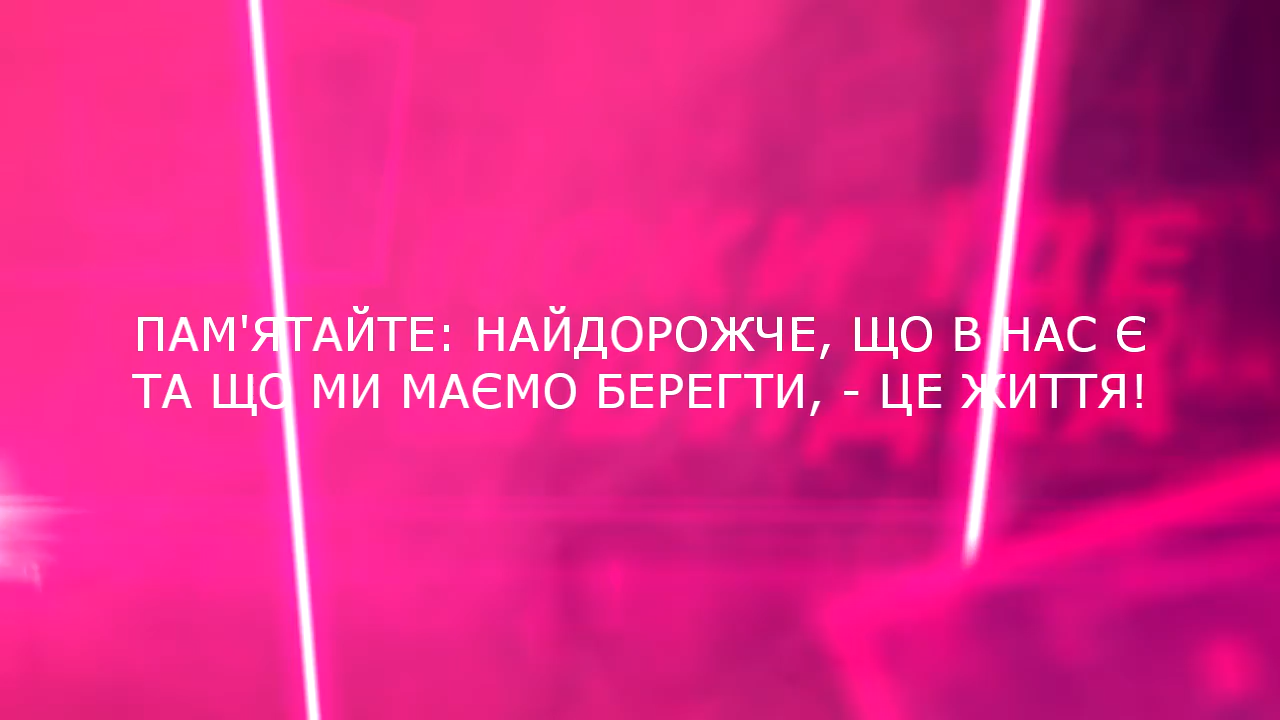 ПАМ'ЯТАЙТЕ: НАЙДОРОЖЧЕ, ЩО В НАС Є
ТА ЩО МИ МАЄМО БЕРЕГТИ, - ЦЕ ЖИТТЯ!